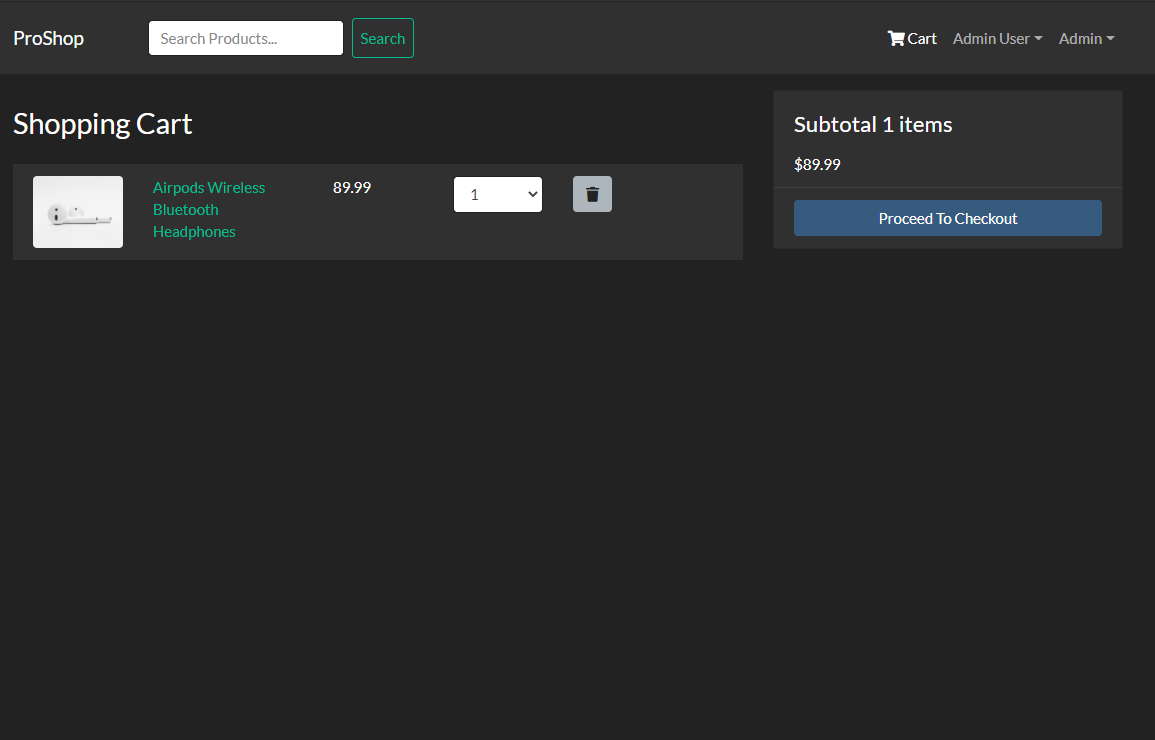 ProShop
Search Products...
Search
Cart
Admin User
Admin
Shopping Cart
Airpods Wireless
Bluetooth
Headphones
89.99
1
Subtotal 1 items
$89.99
Proceed To Checkout